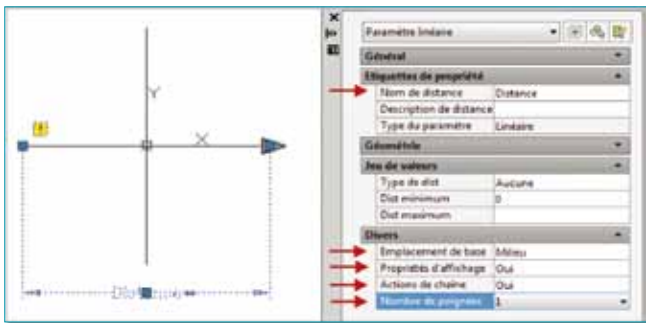 Y
X
Distance
Paramètre linéaire
Général
Etiquettes de propriété
Nom de distance Distance
Description de distance
Type du paramètre Linéaire
Géométrie
Jeu de valeurs
Type de dist Aucune
Dist minimum 0
Dist maximum
Divers
Emplacement de base Milieu
Propriétés d'affichage Oui
Actions de chaîne Oui
Nombre de poignées 1